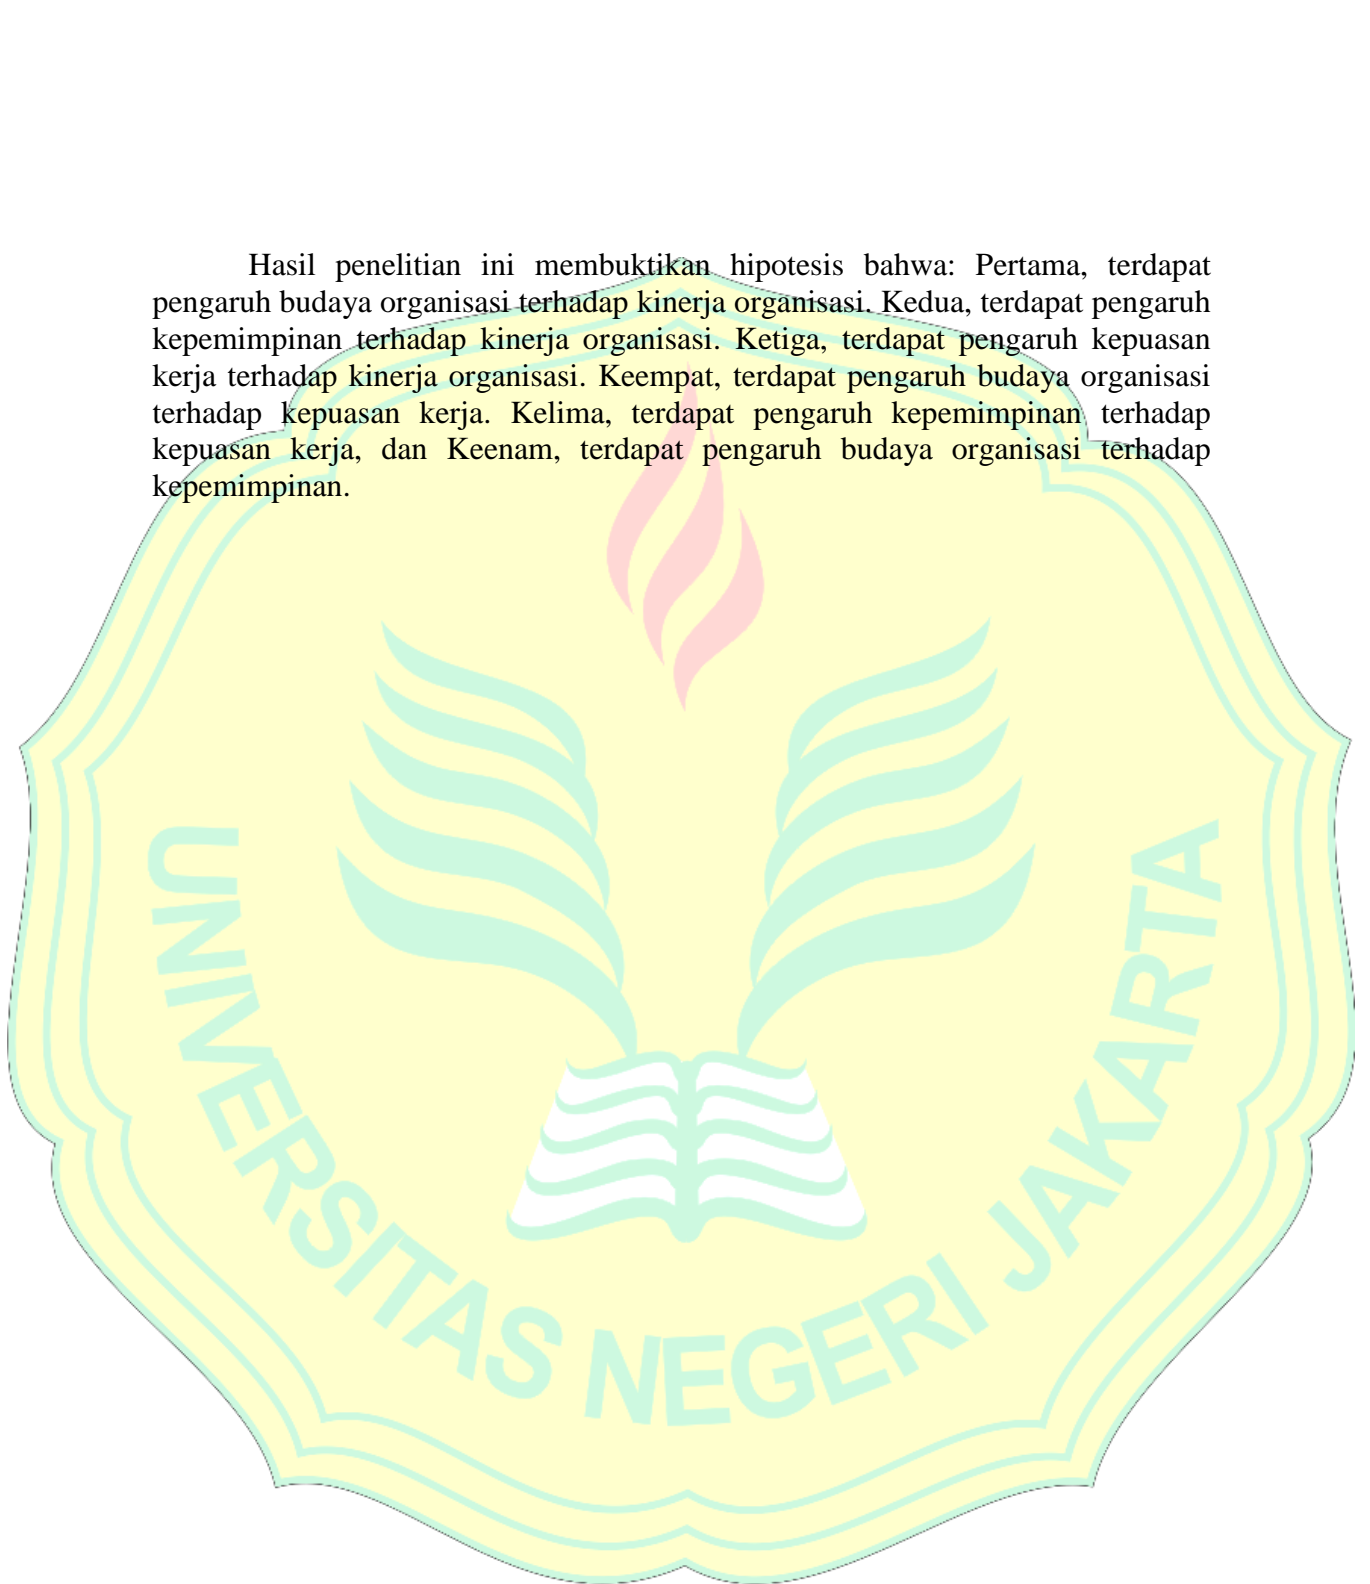 Hasil penelitian ini membuktikan hipotesis bahwa: Pertama, terdapat
pengaruh budaya organisasi terhadap kinerja organisasi. Kedua, terdapat pengaruh
kepemimpinan terhadap kinerja organisasi. Ketiga, terdapat pengaruh kepuasan
kerja terhadap kinerja organisasi. Keempat, terdapat pengaruh budaya organisasi
terhadap kepuasan kerja. Kelima, terdapat pengaruh kepemimpinan terhadap
kepuasan kerja, dan Keenam, terdapat pengaruh budaya organisasi terhadap
kepemimpinan.
UNIVERSITAS NEGERI JAKARTA